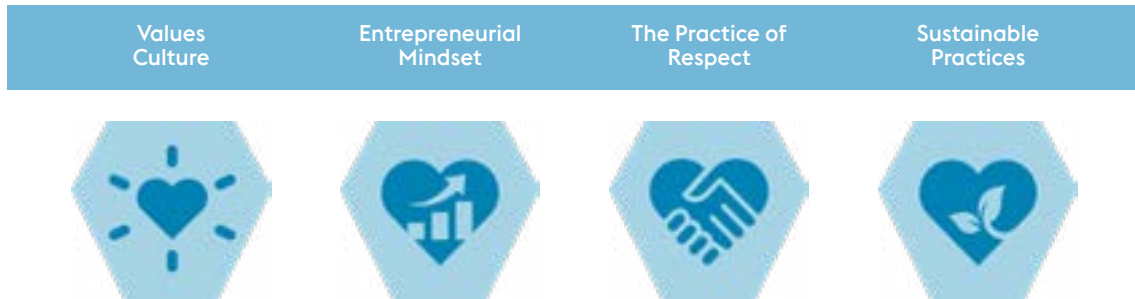 Values
Culture
Entrepreneurial
Mindset
The Practice of
Respect
Sustainable
Practices